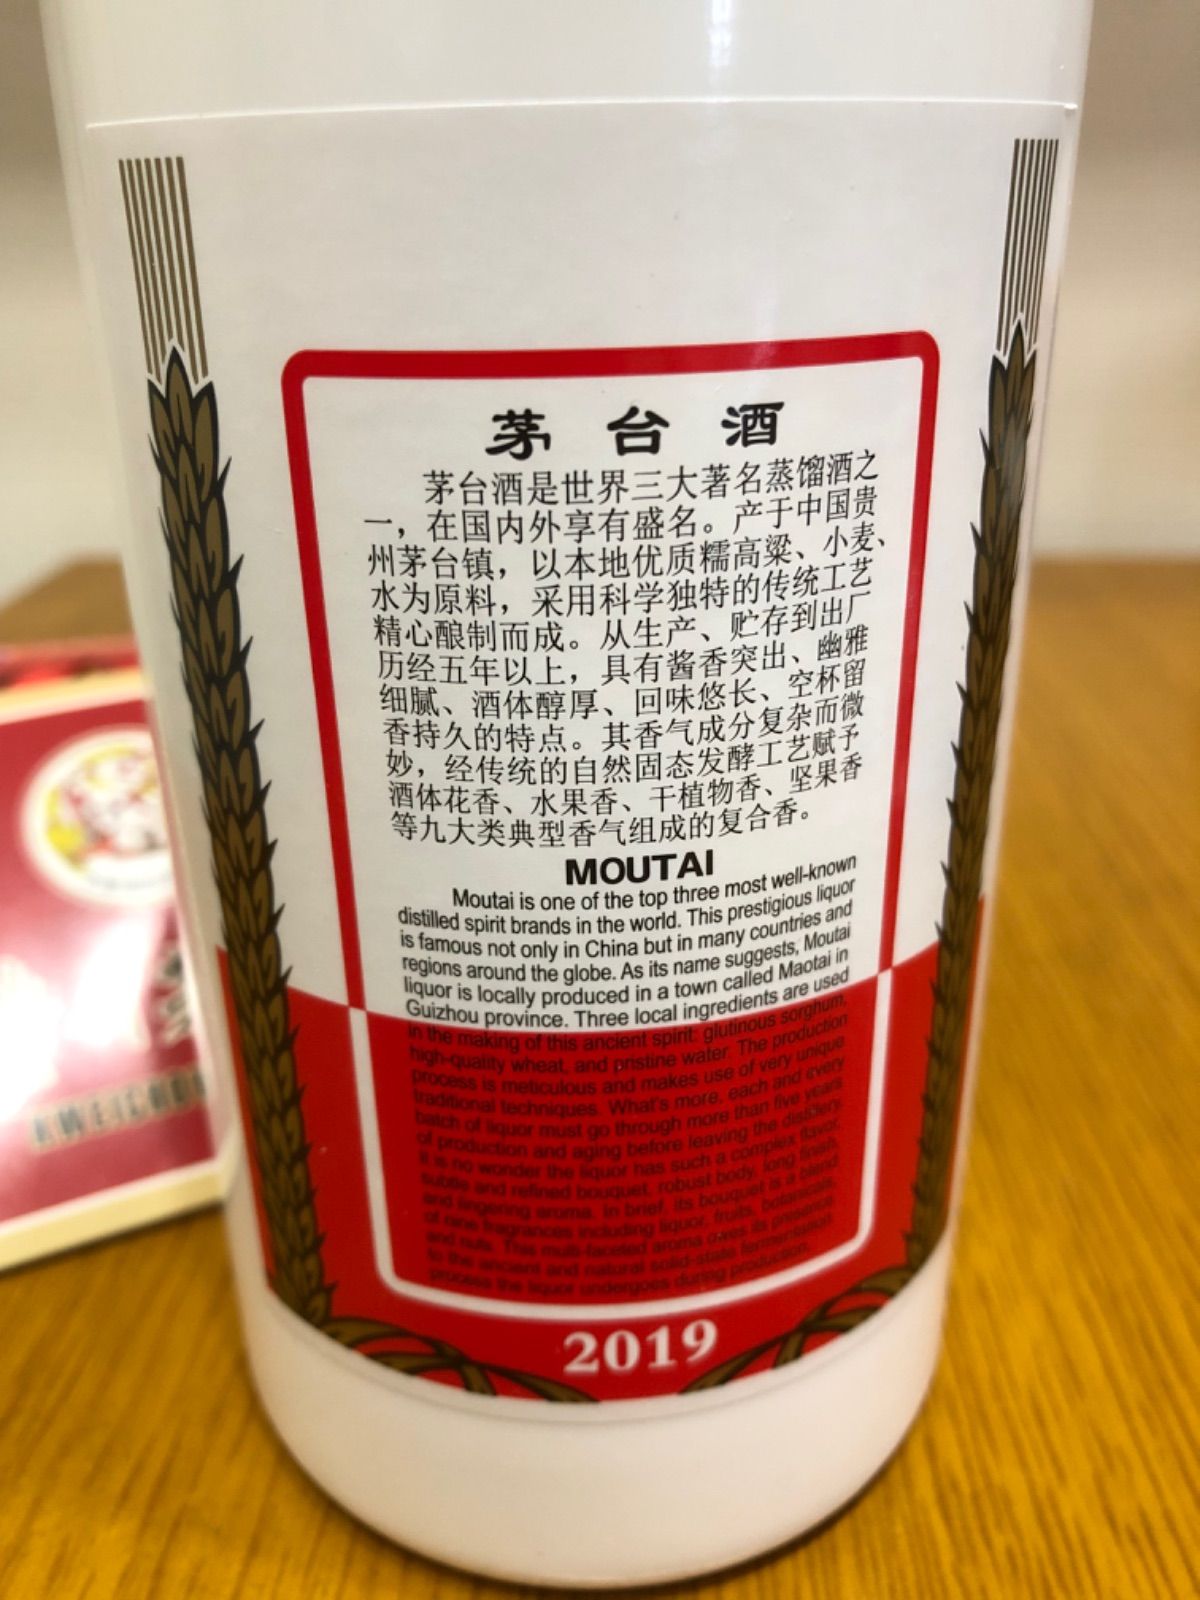 茅台酒
茅台酒是世界三大著名蒸馏酒之
一，在国内外享有盛名。产于中国贵
州茅台镇，以本地优质糯高粱、小麦、
水为原料，采用科学独特的传统工艺
精心酿制而成。从生产、贮存到出厂
历经五年以上，具有酱香突出、幽雅
细腻、酒体醇厚、回味悠长、空杯留
香持久的特点。其香气成分复杂而微
妙，经传统的自然固态发酵工艺赋予
酒体花香、水果香、干植物香、坚果香
等九大类典型香气组成的复合香。
MOUTAI
Moutai is one of the top three most well-known
distilled spirit brands in the world. This prestigious liquor
is famous not only in China but in many countries and
regions around the globe. As its name suggests, Moutai
liquor is locally produced in a town called Maotai in
Guizhou province. Three local ingredients are used
in the making of this ancient spirit: glutinous sorghum,
high-quality wheat, and pristine water. The production
process is meticulous and makes use of very unique
traditional techniques. What's more, each and every
batch of liquor must go through more than five years
of production and aging before leaving the distillery.
It is no wonder the liquor has such a complex flavor,
subtle and refined bouquet, robust body, long finish,
and lingering aroma. In brief, its bouquet is a blend
of nine fragrances including liquor, fruits, botanicals,
and nuts. This multi-faceted aroma owes its presence
to the ancient and natural solid-state fermentation
process the liquor undergoes during production.
2019